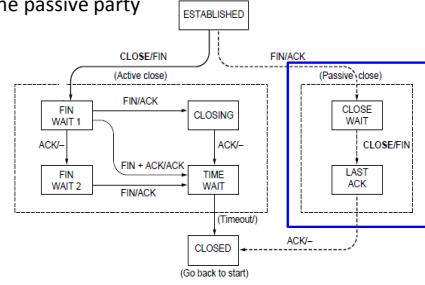 ne passive party
ESTABLISHED
CLOSE/FIN
FIN/ACK
(Active close)
(Passive close)
FIN
WAIT 1
FIN/ACK
CLOSING
CLOSE
WAIT
ACK/–
ACK/–
CLOSE/FIN
FIN + ACK/ACK
FIN
WAIT 2
FIN/ACK
TIME
WAIT
LAST
ACK
(Timeout/)
CLOSED
ACK/–
(Go back to start)